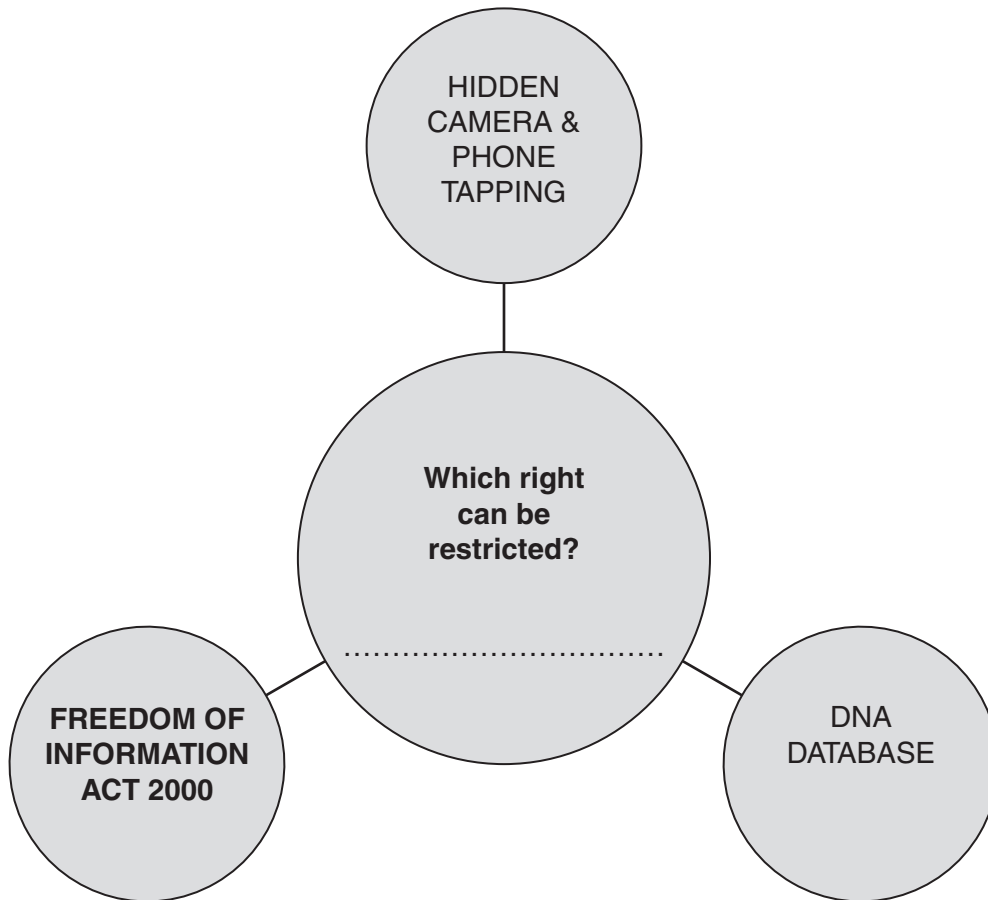 HIDDEN
CAMERA &
PHONE
TAPPING
Which right
can be
restricted?
.................................
FREEDOM OF
INFORMATION
ACT 2000
DNA
DATABASE